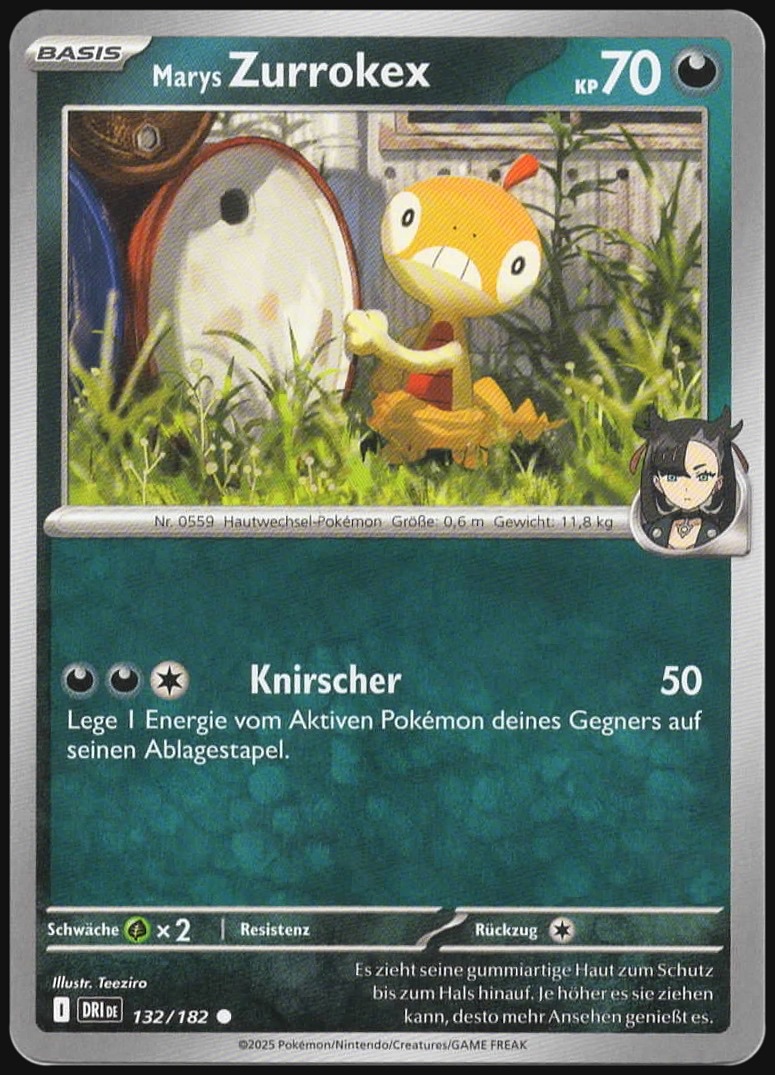 BASIS
Marys Zurrokex KP 70
Nr. 0559 Hautwechsel-Pokémon Größe: 0,6 m Gewicht: 11,8 kg
Knirscher 50
Lege 1 Energie vom Aktiven Pokémon deines Gegners auf
seinen Ablagestapel.
Schwäche ×2 | Resistenz Rückzug
Illustr. Teeziro
Es zieht seine gummiartige Haut zum Schutz
bis zum Hals hinauf. Je höher es sie ziehen
kann, desto mehr Ansehen genießt es.
I DRI DE 132/182
©2025 Pokémon/Nintendo/Creatures/GAME FREAK